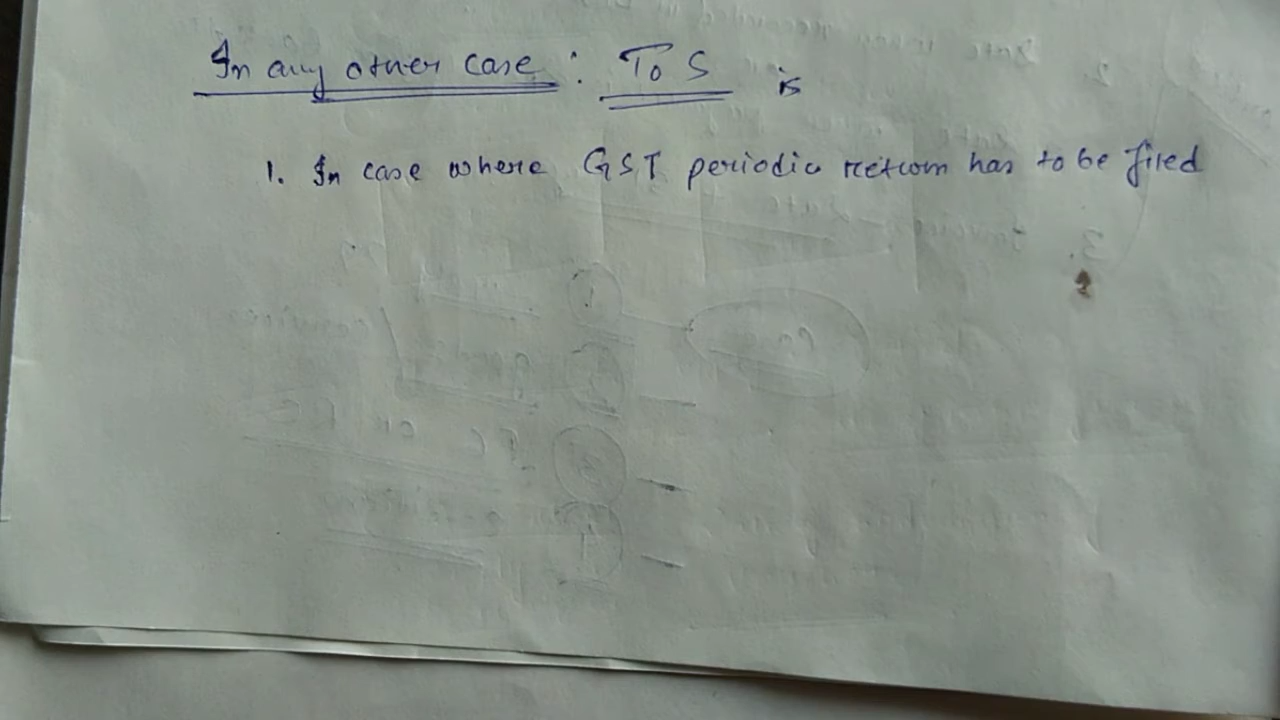 In any other case : To S is
1. In case where GST periodic return has to be filed